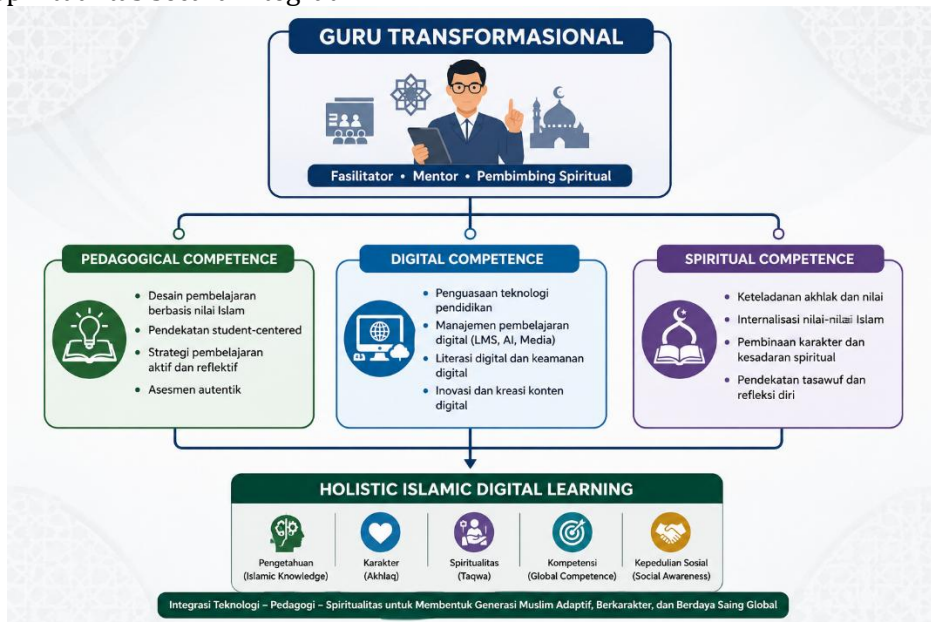 GURU TRANSFORMASIONAL
Fasilitator • Mentor • Pembimbing Spiritual
PEDAGOGICAL COMPETENCE
• Desain pembelajaran
berbasis nilai Islam
• Pendekatan student-centered
• Strategi pembelajaran
aktif dan reflektif
• Asesmen autentik
DIGITAL COMPETENCE
• Penguasaan teknologi
pendidikan
• Manajemen pembelajaran
digital (LMS, AI, Media)
• Literasi digital dan keamanan
digital
• Inovasi dan kreasi konten
digital
SPIRITUAL COMPETENCE
• Keteladanan akhlak dan nilai
• Internalisasi nilai-nilai Islam
• Pembinaan karakter dan
kesadaran spiritual
• Pendekatan tasawuf dan
refleksi diri
HOLISTIC ISLAMIC DIGITAL LEARNING
Pengetahuan
(Islamic Knowledge)
Karakter
(Akhlaq)
Spiritualitas
(Taqwa)
Kompetensi
(Global Competence)
Kepedulian Sosial
(Social Awareness)
Integrasi Teknologi – Pedagogi – Spiritualitas untuk Membentuk Generasi Muslim Adaptif, Berkarakter, dan Berdaya Saing Global